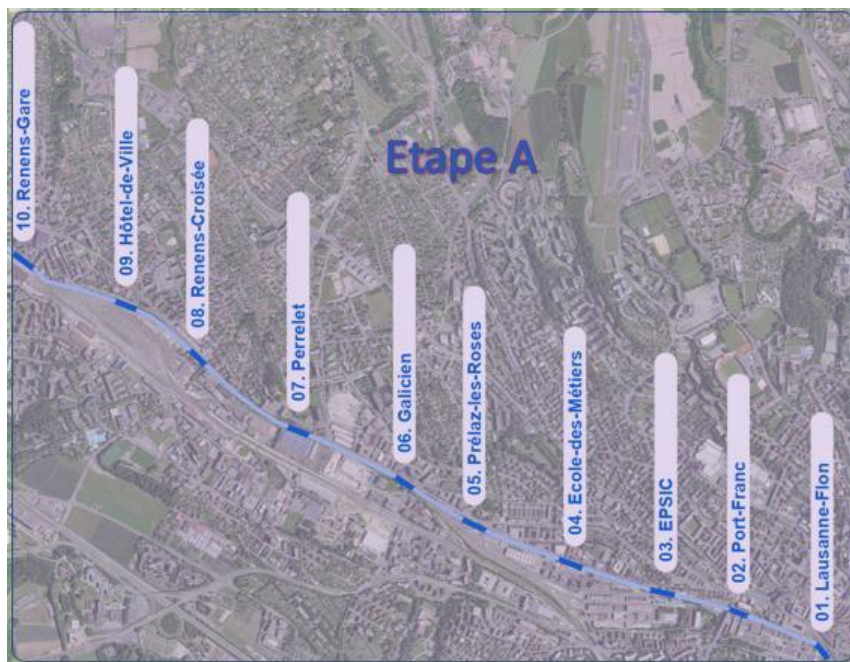 Etape A
10. Renens-Gare
09. Hôtel-de-Ville
08. Renens-Croisée
07. Perrelet
06. Galicien
05. Prélaz-les-Roses
04. Ecole-des-Métiers
03. EPSIC
02. Port-Franc
01. Lausanne-Flon